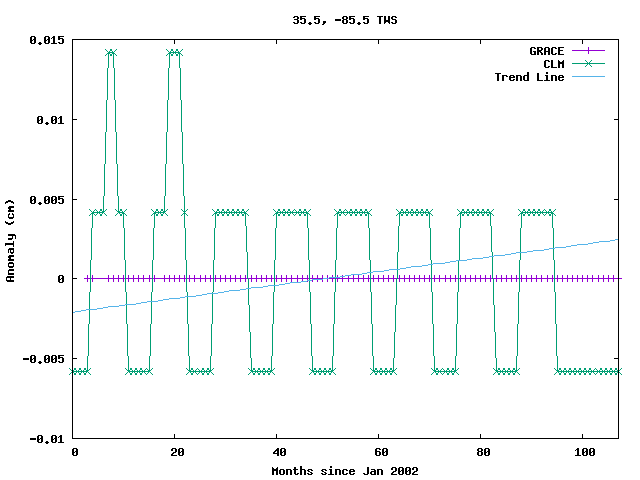 35.5, -85.5 TWS
GRACE
CLM
Trend Line
0.015
0.01
0.005
0
-0.005
-0.01
Anomaly (cm)
0 20 40 60 80 100
Months since Jan 2002